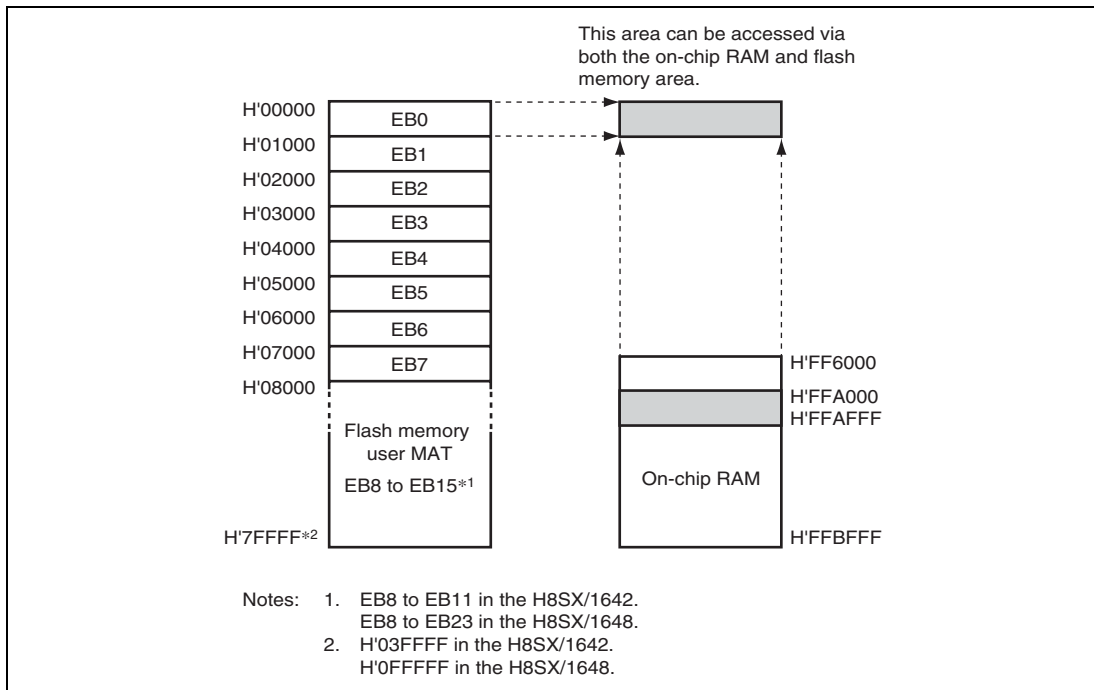 This area can be accessed via
both the on-chip RAM and flash
memory area.
H'00000
EB0
H'01000
EB1
H'02000
EB2
H'03000
EB3
H'04000
EB4
H'05000
EB5
H'06000
EB6
H'07000
EB7
H'08000
Flash memory
user MAT
EB8 to EB15*1
H'7FFFF*2
H'FF6000
H'FFA000
H'FFAFFF
On-chip RAM
H'FFBFFF
Notes: 1. EB8 to EB11 in the H8SX/1642.
EB8 to EB23 in the H8SX/1648.
2. H'03FFFF in the H8SX/1642.
H'0FFFFF in the H8SX/1648.